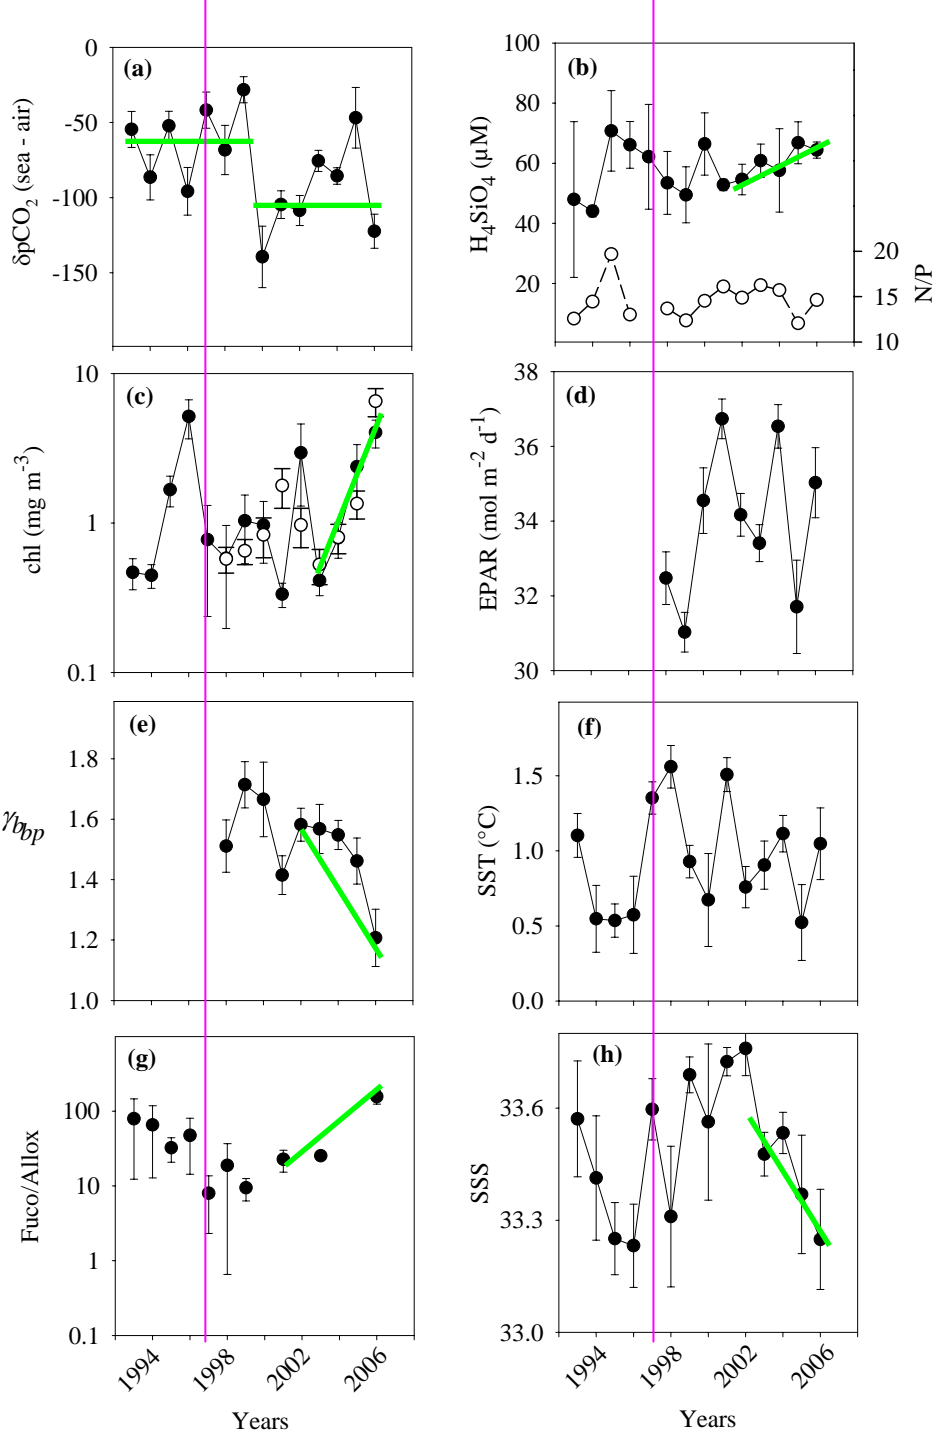 0
-50
-100
-150
δpCO2 (sea - air)
(a)
100
80
60
40
20
H4SiO4 (µM)
(b)
20
15
10
N/P
10
1
0.1
chl (mg m-3)
(c)
38
36
34
32
30
EPAR (mol m-2 d-1)
(d)
1.8
1.6
1.4
1.2
1.0
γbbp
(e)
1.5
1.0
0.5
0.0
SST (°C)
(f)
100
10
1
0.1
Fuco/Allox
(g)
33.6
33.3
33.0
SSS
(h)
1994
1998
2002
2006
Years
1994
1998
2002
2006
Years